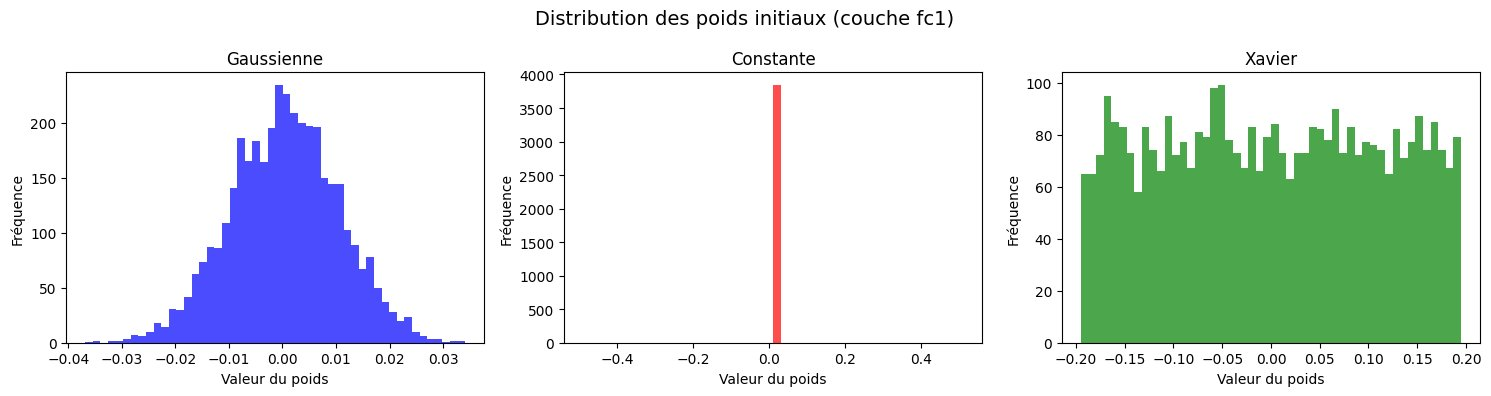 Distribution des poids initiaux (couche fc1)
Gaussienne
Fréquence
200
150
100
50
0
−0.04 −0.03 −0.02 −0.01 0.00 0.01 0.02 0.03
Valeur du poids
Constante
Fréquence
4000
3500
3000
2500
2000
1500
1000
500
0
−0.4 −0.2 0.0 0.2 0.4
Valeur du poids
Xavier
Fréquence
100
80
60
40
20
0
−0.20 −0.15 −0.10 −0.05 0.00 0.05 0.10 0.15 0.20
Valeur du poids